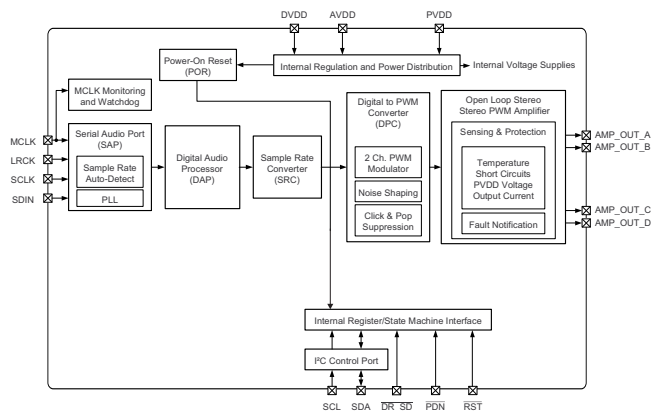 DVDD AVDD PVDD
Power-On Reset
(POR)
Internal Regulation and Power Distribution
Internal Voltage Supplies
MCLK Monitoring
and Watchdog
MCLK
LRCK
SCLK
SDIN
Serial Audio Port
(SAP)
Sample Rate
Auto-Detect
PLL
Digital Audio
Processor
(DAP)
Sample Rate
Converter
(SRC)
Digital to PWM
Converter
(DPC)
2 Ch. PWM
Modulator
Noise Shaping
Click & Pop
Suppression
Open Loop Stereo
Stereo PWM Amplifier
Sensing & Protection
Temperature
Short Circuits
PVDD Voltage
Output Current
Fault Notification
AMP_OUT_A
AMP_OUT_B
AMP_OUT_C
AMP_OUT_D
Internal Register/State Machine Interface
I²C Control Port
SCL SDA DR_SD PDN RST